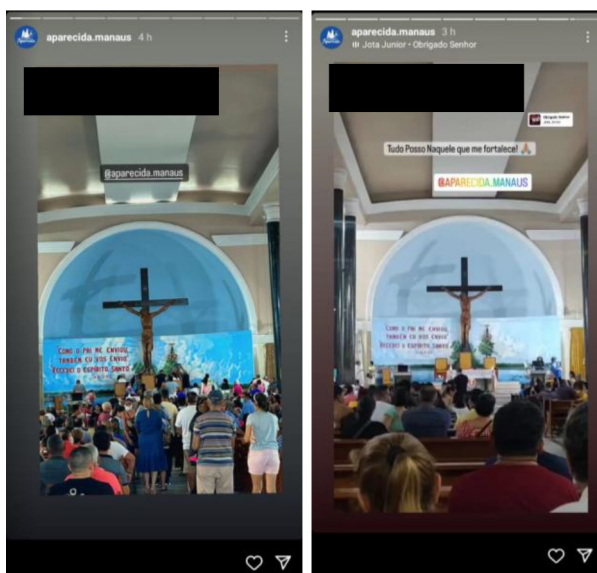 aparecida.manaus 4 h
@aparecida.manaus
COMO O PAI ME ENVIOU,
TAMBÉM EU VOS ENVIO
RECEBEI O ESPÍRITO SANTO
aparecida.manaus 3 h
Jota Junior • Obrigado Senhor
Obrigado Senhor
Tudo Posso Naquele que me fortalece! 🙏
@APARECIDA.MANAUS
COMO O PAI ME ENVIOU,
TAMBÉM EU VOS ENVIO
RECEBEI O ESPÍRITO SANTO